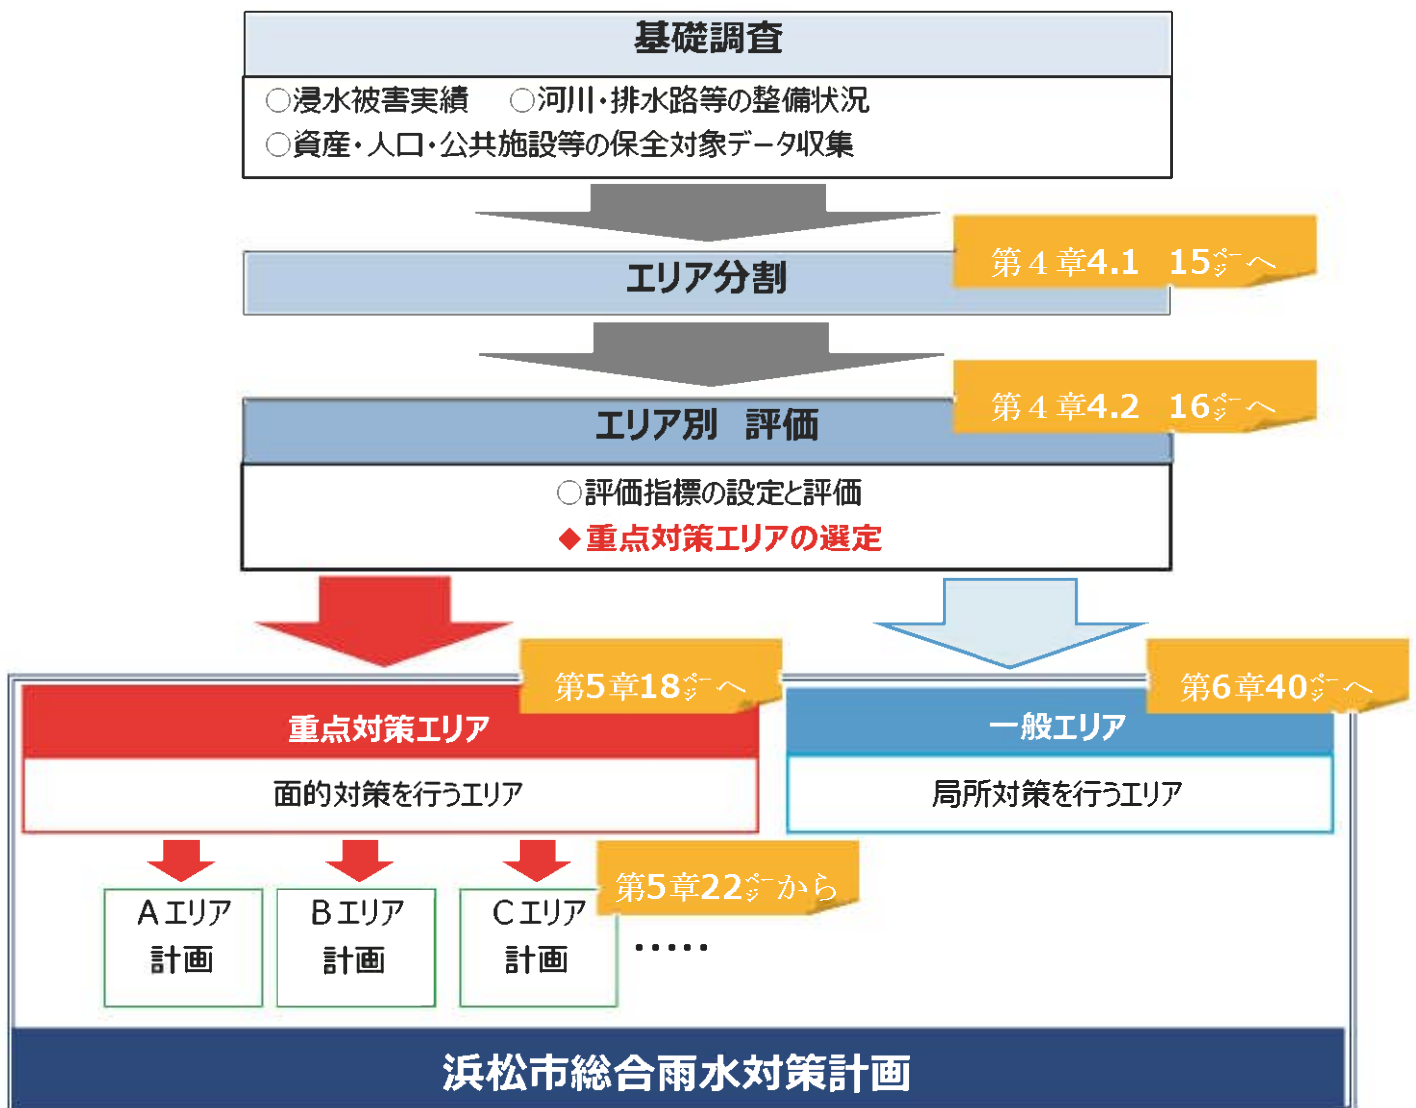 基礎調査
○浸水被害実績 ○河川・排水路等の整備状況
○資産・人口・公共施設等の保全対象データ収集
第４章4.1 15㌻へ
エリア分割
第４章4.2 16㌻へ
エリア別 評価
○評価指標の設定と評価
◆重点対策エリアの選定
第5章18㌻へ
第6章40㌻へ
重点対策エリア
一般エリア
面的対策を行うエリア
局所対策を行うエリア
第5章22㌻から
Ａエリア
計画
Ｂエリア
計画
Ｃエリア
計画
・・・・・
浜松市総合雨水対策計画